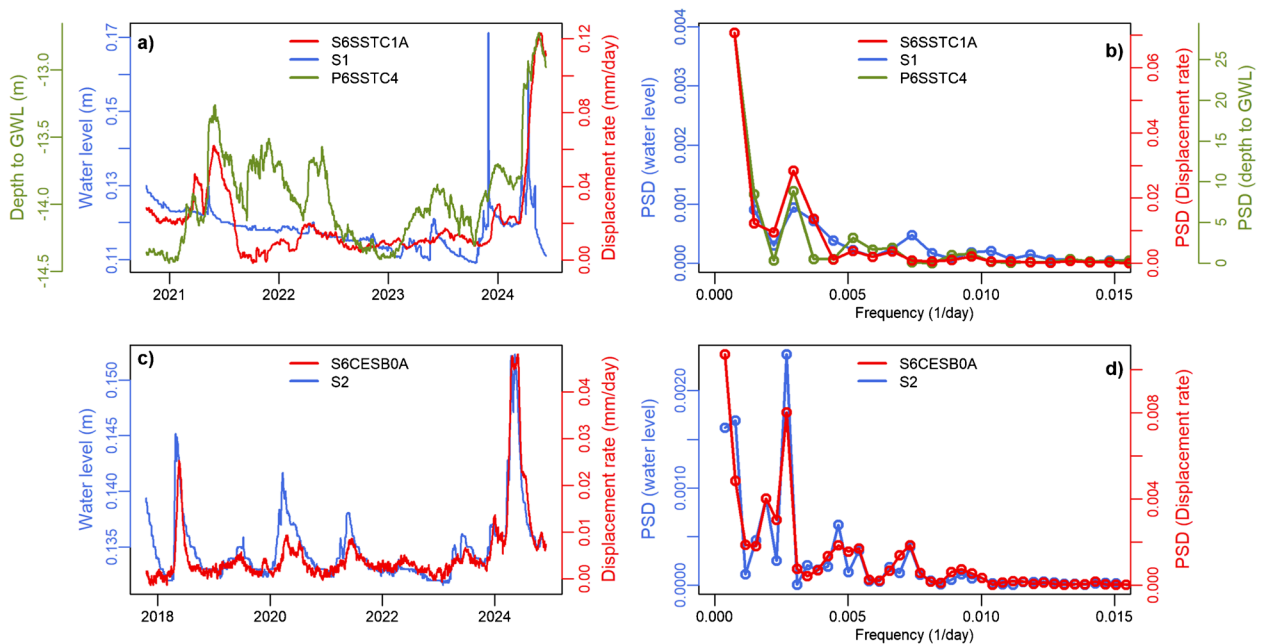 a)
S6SSTC1A
S1
P6SSTC4
Depth to GWL (m)
-13.0
-13.5
-14.0
-14.5
Water level (m)
0.17
0.15
0.13
0.11
Displacement rate (mm/day)
0.12
0.08
0.04
0.00
2021
2022
2023
2024
b)
S6SSTC1A
S1
P6SSTC4
PSD (water level)
0.004
0.003
0.002
0.001
0.000
PSD (Displacement rate)
0.06
0.04
0.02
0.00
PSD (depth to GWL)
25
20
15
10
5
0
0.000
0.005
0.010
0.015
Frequency (1/day)
c)
S6CESB0A
S2
Water level (m)
0.150
0.145
0.140
0.135
Displacement rate (mm/day)
0.04
0.03
0.02
0.01
0.00
2018
2020
2022
2024
d)
S6CESB0A
S2
PSD (water level)
0.0020
0.0010
0.0000
PSD (Displacement rate)
0.008
0.004
0.000
0.000
0.005
0.010
0.015
Frequency (1/day)